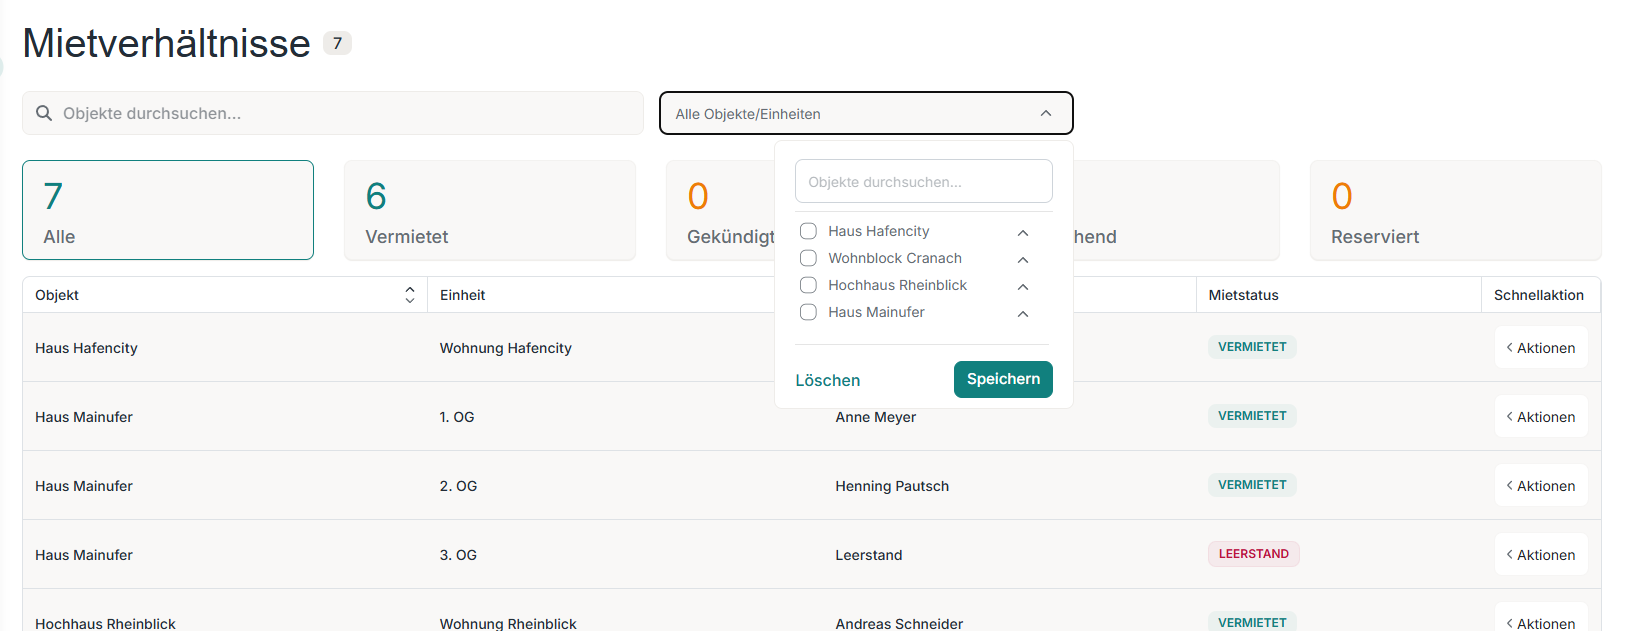 Mietverhältnisse 7
Objekte durchsuchen...
Alle Objekte/Einheiten
7
Alle
6
Vermietet
0
Gekündigt
hend
0
Reserviert
Objekte durchsuchen...
Haus Hafencity
Wohnblock Cranach
Hochhaus Rheinblick
Haus Mainufer
Löschen Speichern
Objekt Einheit Mietstatus Schnellaktion
Haus Hafencity Wohnung Hafencity VERMIETET Aktionen
Haus Mainufer 1. OG Anne Meyer VERMIETET Aktionen
Haus Mainufer 2. OG Henning Pautsch VERMIETET Aktionen
Haus Mainufer 3. OG Leerstand LEERSTAND Aktionen
Hochhaus Rheinblick Wohnung Rheinblick Andreas Schneider VERMIETET Aktionen